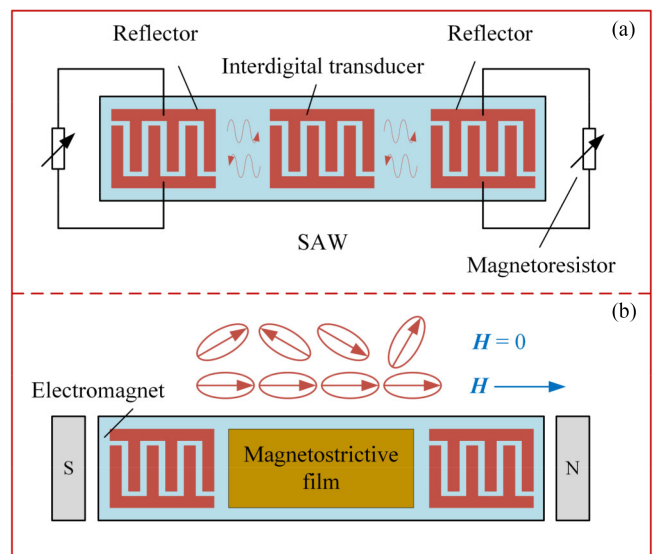 (a)
Reflector
Reflector
Interdigital transducer
SAW
Magnetoresistor
(b)
H = 0
H
Electromagnet
S
Magnetostrictive
film
N